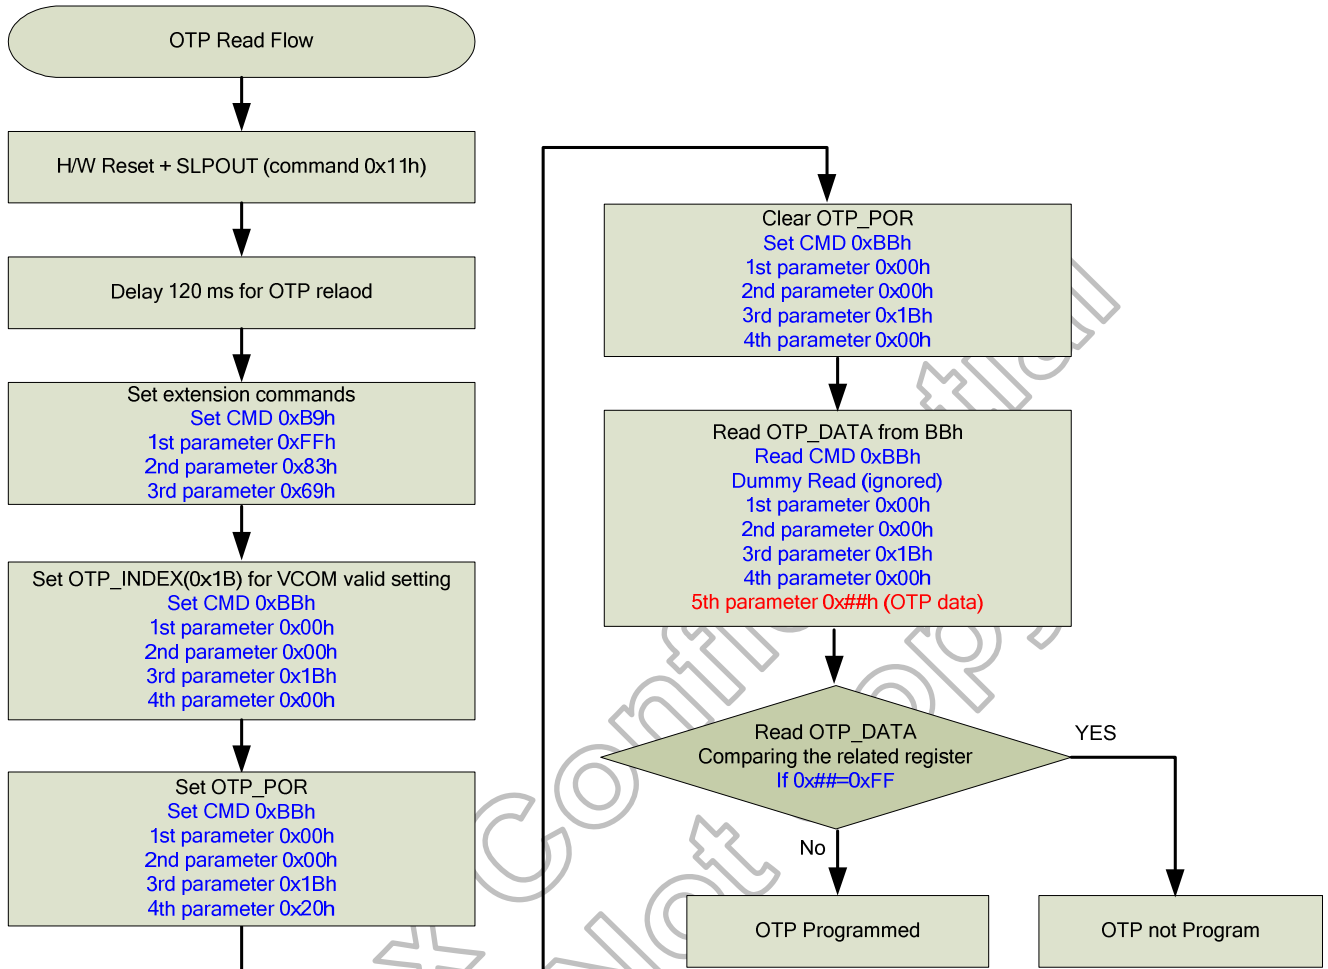 OTP Read Flow
H/W Reset + SLPOUT (command 0x11h)
Delay 120 ms for OTP relaod
Set extension commands
Set CMD 0xB9h
1st parameter 0xFFh
2nd parameter 0x83h
3rd parameter 0x69h
Set OTP_INDEX(0x1B) for VCOM valid setting
Set CMD 0xBBh
1st parameter 0x00h
2nd parameter 0x00h
3rd parameter 0x1Bh
4th parameter 0x00h
Set OTP_POR
Set CMD 0xBBh
1st parameter 0x00h
2nd parameter 0x00h
3rd parameter 0x1Bh
4th parameter 0x20h
Clear OTP_POR
Set CMD 0xBBh
1st parameter 0x00h
2nd parameter 0x00h
3rd parameter 0x1Bh
4th parameter 0x00h
Read OTP_DATA from BBh
Read CMD 0xBBh
Dummy Read (ignored)
1st parameter 0x00h
2nd parameter 0x00h
3rd parameter 0x1Bh
4th parameter 0x00h
5th parameter 0x##h (OTP data)
Read OTP_DATA
Comparing the related register
If 0x##=0xFF
YES
No
OTP Programmed
OTP not Program